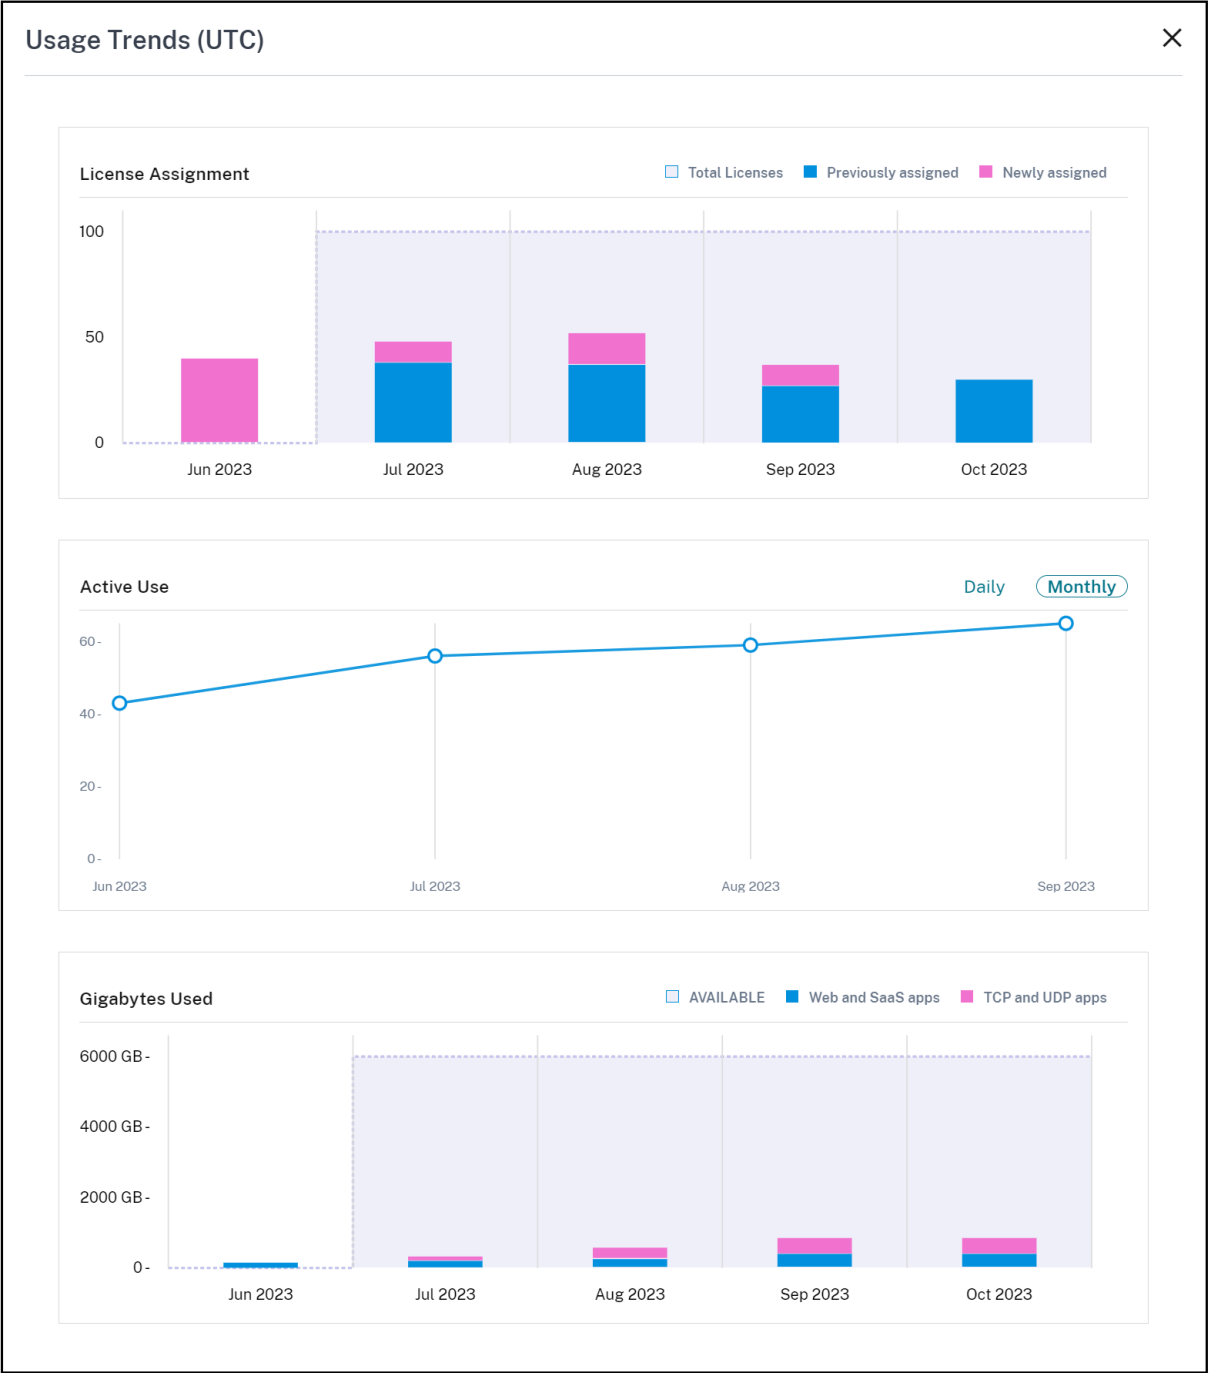 Usage Trends (UTC)
License Assignment
Total Licenses Previously assigned Newly assigned
100
50
0
Jun 2023 Jul 2023 Aug 2023 Sep 2023 Oct 2023
Active Use
Daily Monthly
60-
40-
20-
0-
Jun 2023 Jul 2023 Aug 2023 Sep 2023
Gigabytes Used
AVAILABLE Web and SaaS apps TCP and UDP apps
6000 GB-
4000 GB-
2000 GB-
0-
Jun 2023 Jul 2023 Aug 2023 Sep 2023 Oct 2023